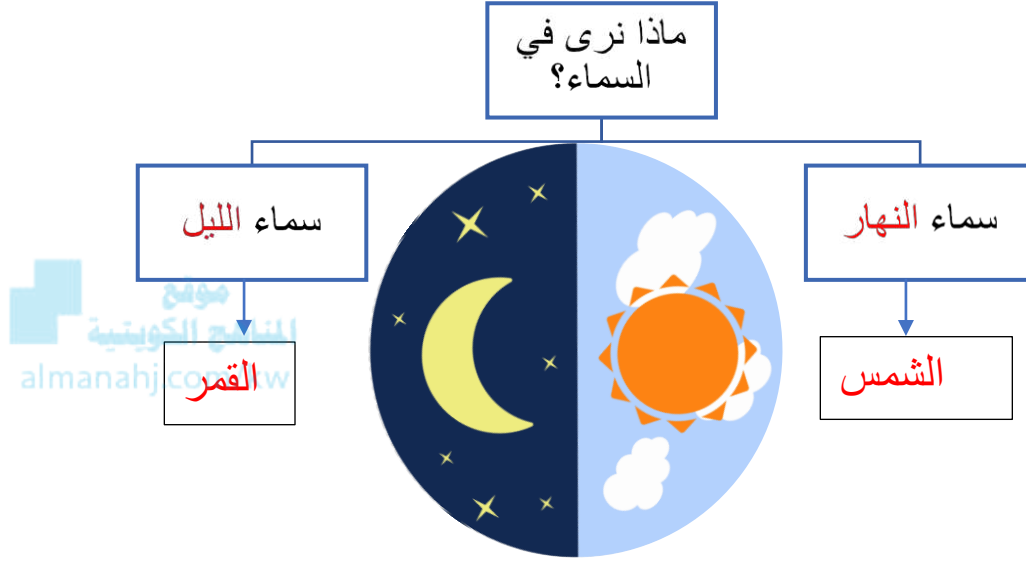 ماذا نرى في
السماء؟
سماء النهار
سماء الليل
الشمس
القمر
موقع
المناهج الكويتية
almanahj.com/kw